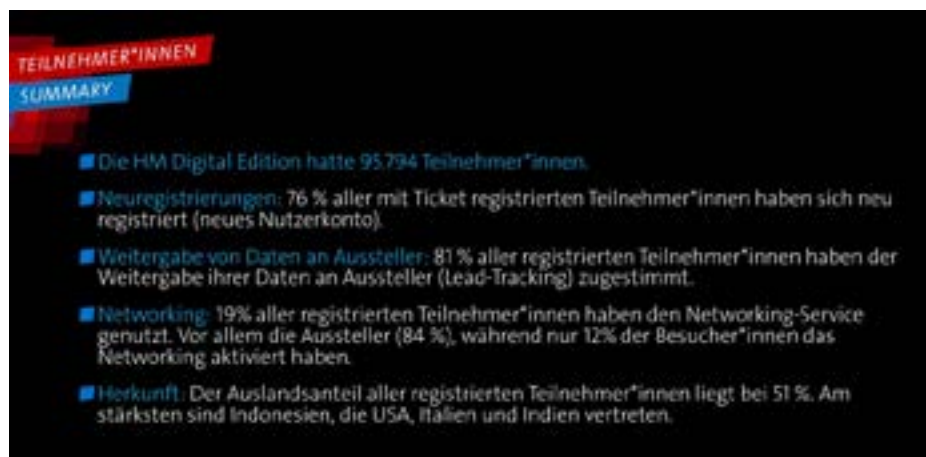 TEILNEHMER*INNEN
SUMMARY
Die HM Digital Edition hatte 95.794 Teilnehmer*innen.
Neuregistrierungen: 76 % aller mit Ticket registrierten Teilnehmer*innen haben sich neu
registriert (neues Nutzerkonto).
Weitergabe von Daten an Aussteller: 81 % aller registrierten Teilnehmer*innen haben der
Weitergabe ihrer Daten an Aussteller (Lead-Tracking) zugestimmt.
Networking: 19% aller registrierten Teilnehmer*innen haben den Networking-Service
genutzt. Vor allem die Aussteller (84 %), während nur 12% der Besucher*innen das
Networking aktiviert haben.
Herkunft: Der Auslandsanteil aller registrierten Teilnehmer*innen liegt bei 51 %. Am
stärksten sind Indonesien, die USA, Italien und Indien vertreten.